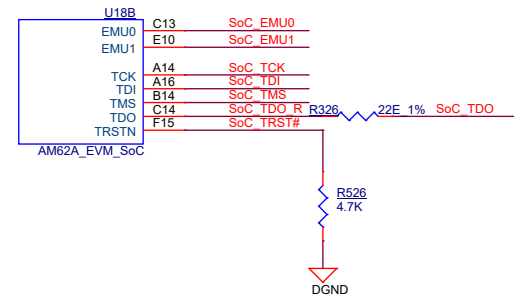 U18B
EMU0 C13 SoC_EMU0
EMU1 E10 SoC_EMU1
TCK A14 SoC_TCK
TDI A16 SoC_TDI
TMS B14 SoC_TMS
TDO C14 SoC_TDO_R R326 22E_1% SoC_TDO
TRSTN F15 SoC_TRST#
AM62A_EVM_SoC
R526
4.7K
DGND